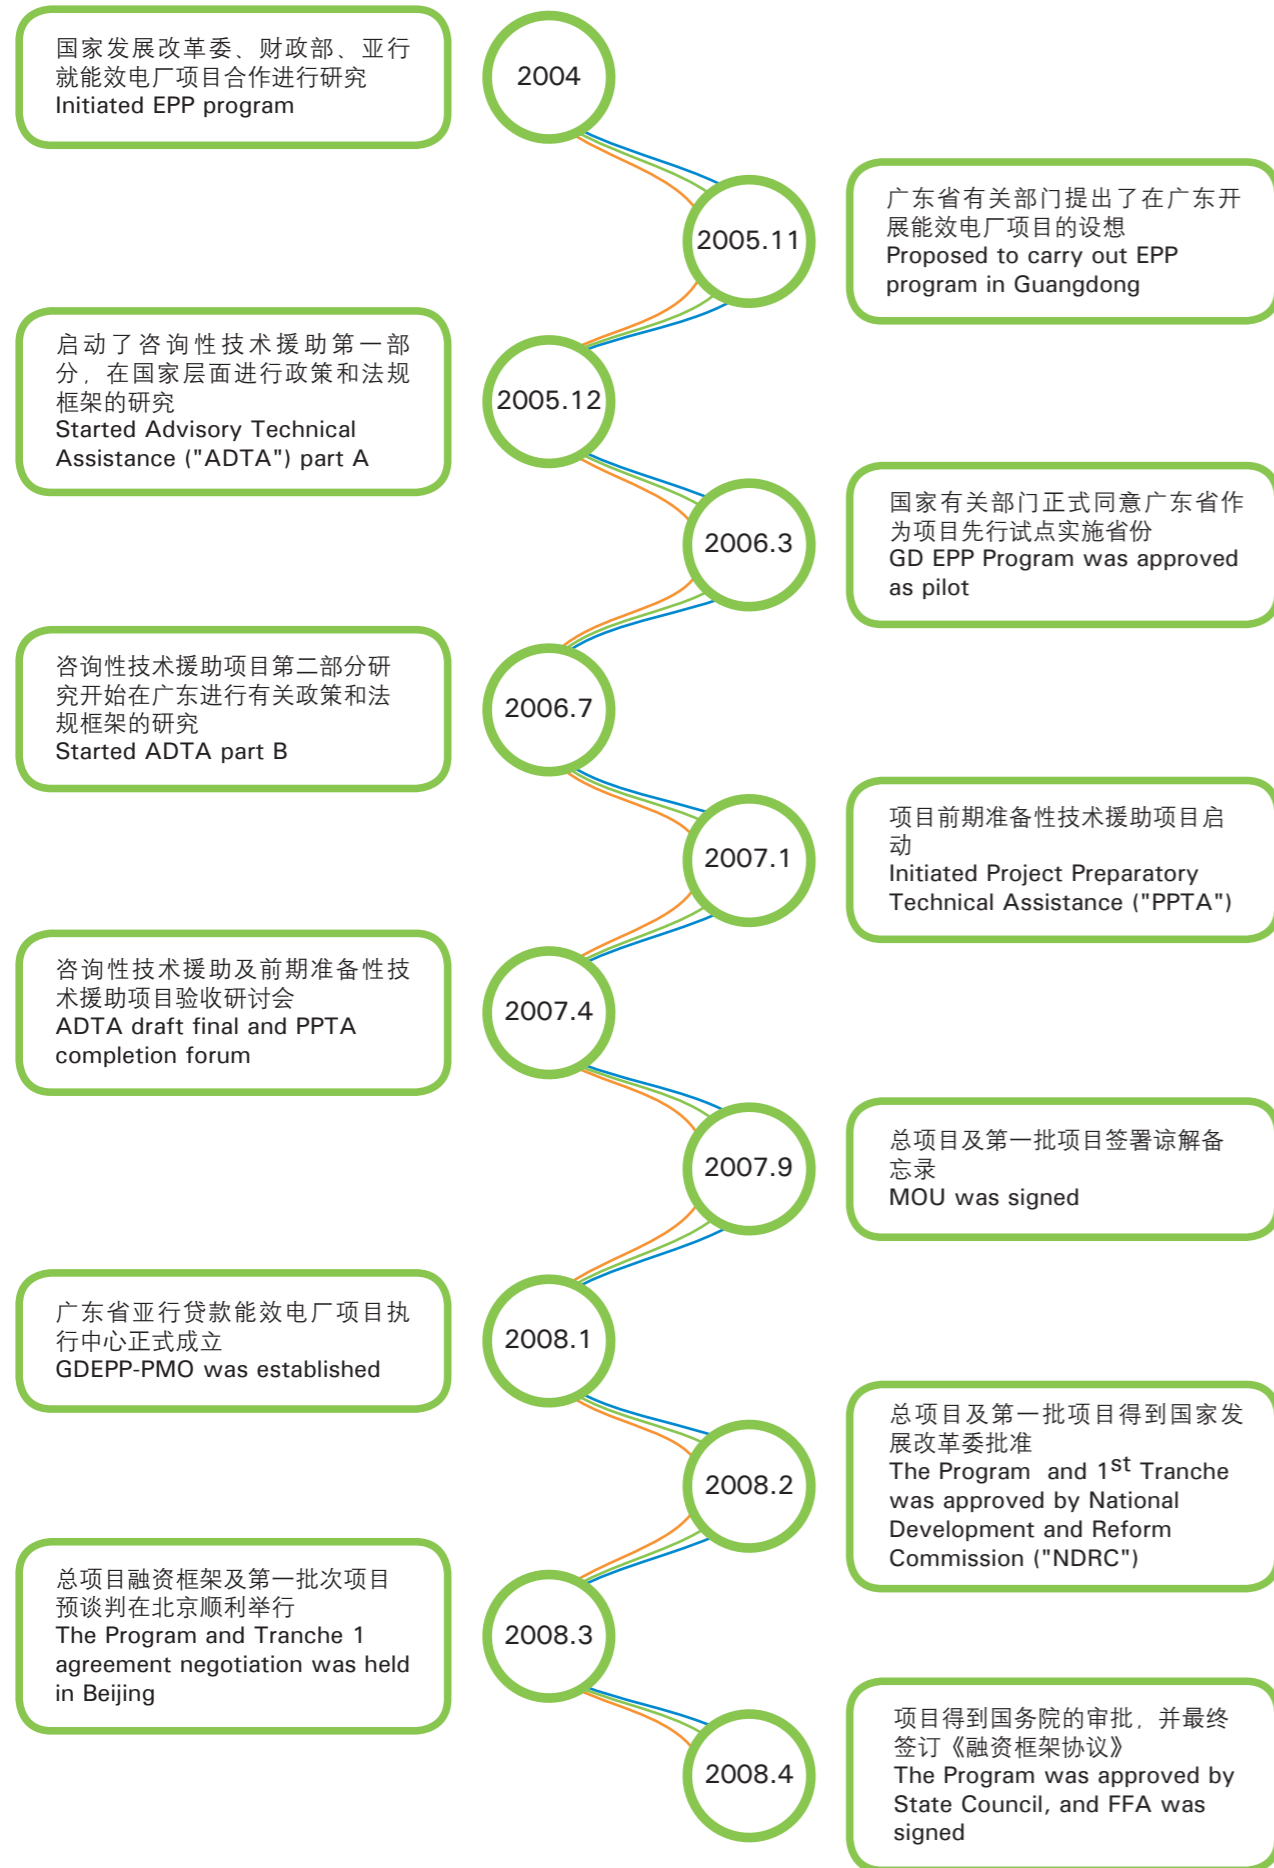 国家发展改革委、财政部、亚行
就能效电厂项目合作进行研究
Initiated EPP program
2004
2005.11
广东省有关部门提出了在广东开
展能效电厂项目的设想
Proposed to carry out EPP
program in Guangdong
启动了咨询性技术援助第一部
分，在国家层面进行政策和法规
框架的研究
Started Advisory Technical
Assistance ("ADTA") part A
2005.12
2006.3
国家有关部门正式同意广东省作
为项目先行试点实施省份
GD EPP Program was approved
as pilot
咨询性技术援助项目第二部分研
究开始在广东进行有关政策和法
规框架的研究
Started ADTA part B
2006.7
2007.1
项目前期准备性技术援助项目启
动
Initiated Project Preparatory
Technical Assistance ("PPTA")
咨询性技术援助及前期准备性技
术援助项目验收研讨会
ADTA draft final and PPTA
completion forum
2007.4
2007.9
总项目及第一批项目签署谅解备
忘录
MOU was signed
广东省亚行贷款能效电厂项目执
行中心正式成立
GDEPP-PMO was established
2008.1
2008.2
总项目及第一批项目得到国家发
展改革委批准
The Program and 1st Tranche
was approved by National
Development and Reform
Commission ("NDRC")
总项目融资框架及第一批次项目
预谈判在北京顺利举行
The Program and Tranche 1
agreement negotiation was held
in Beijing
2008.3
2008.4
项目得到国务院的审批，并最终
签订《融资框架协议》
The Program was approved by
State Council, and FFA was
signed